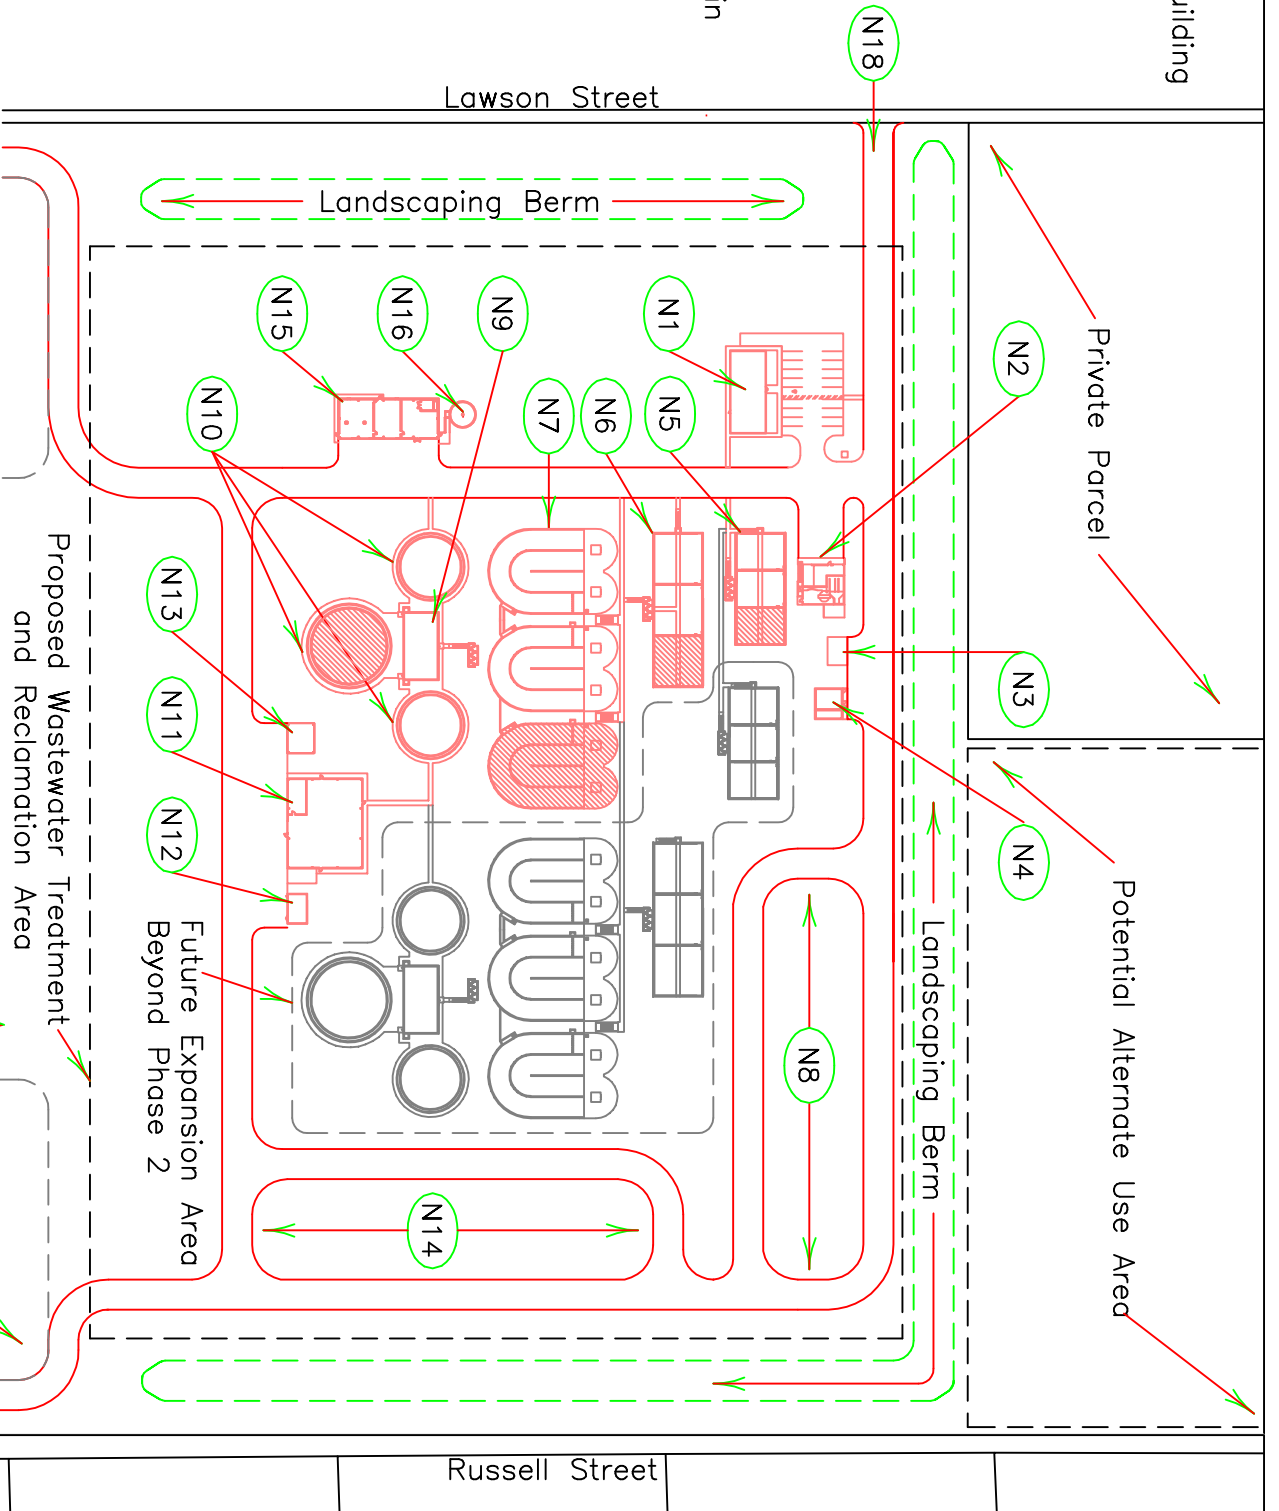 uilding
in
N18
Lawson Street
Landscaping Berm
Private Parcel
N15
N16
N9
N1
N2
N10
N7
N6
N5
N13
N11
N12
N3
N4
Proposed Wastewater Treatment
and Reclamation Area
Future Expansion Area
Beyond Phase 2
N8
N14
Landscaping Berm
Potential Alternate Use Area
Russell Street